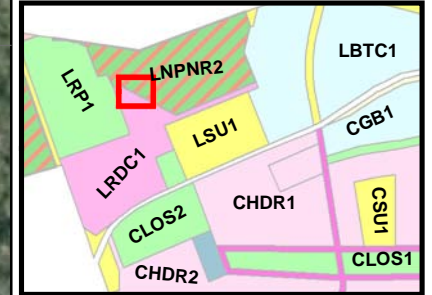 LBTC1
LNPNR2
LRP1
CGB1
LSU1
LRDC1
CHDR1
CSU1
CLOS2
CLOS1
CHDR2